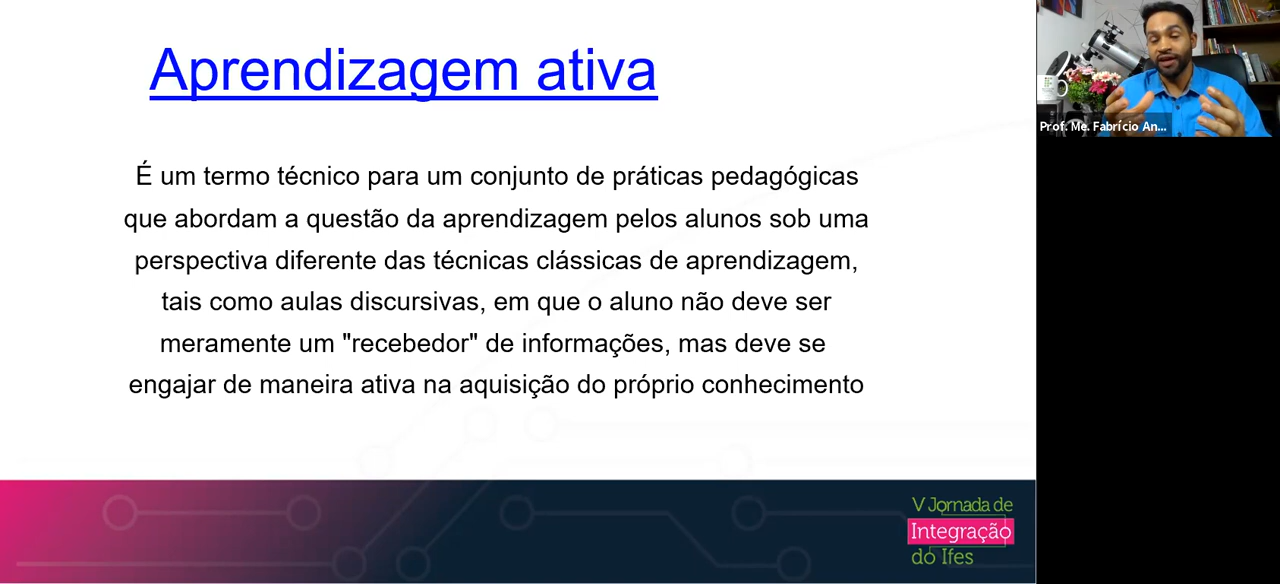 Aprendizagem ativa
É um termo técnico para um conjunto de práticas pedagógicas
que abordam a questão da aprendizagem pelos alunos sob uma
perspectiva diferente das técnicas clássicas de aprendizagem,
tais como aulas discursivas, em que o aluno não deve ser
meramente um "recebedor" de informações, mas deve se
engajar de maneira ativa na aquisição do próprio conhecimento
Prof. Me. Fabrício An...
V Jornada de
Integração
do Ifes